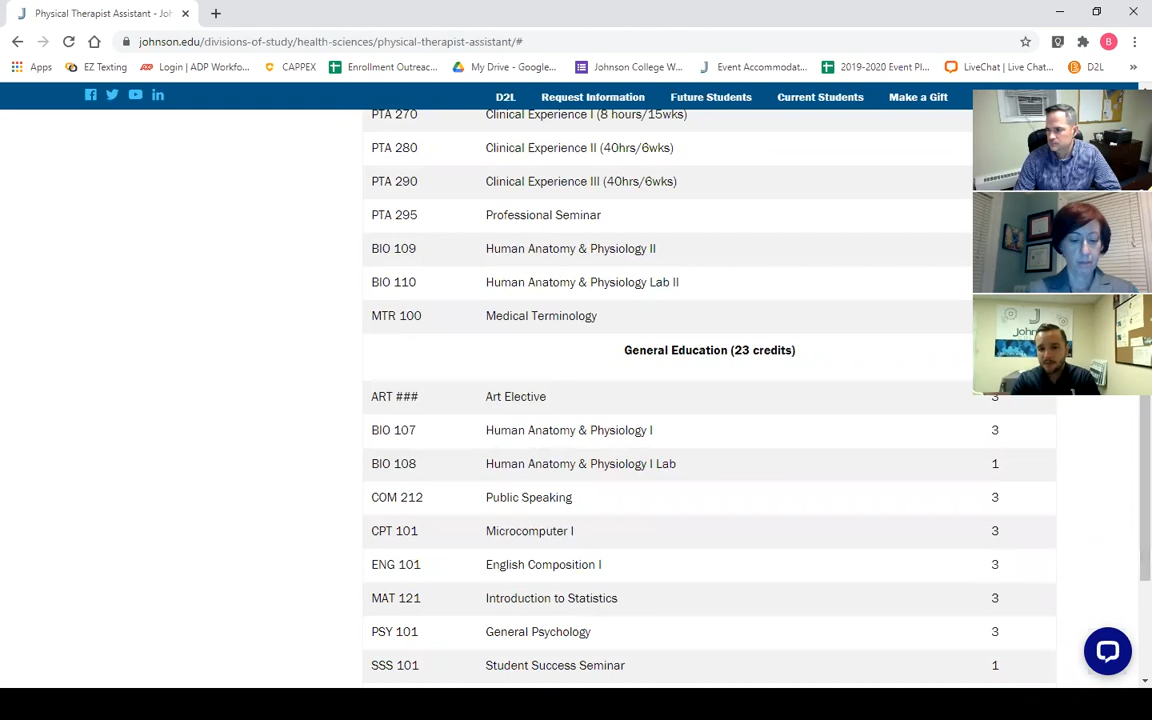 Physical Therapist Assistant - Joh
johnson.edu/divisions-of-study/health-sciences/physical-therapist-assistant/#
B
Apps EZ Texting Login | ADP Workfo... CAPPEX Enrollment Outreac... My Drive - Google... Johnson College W... Event Accommodat... 2019-2020 Event Pl... LiveChat | Live Chat... D2L »
D2L Request Information Future Students Current Students Make a Gift
PTA 270 Clinical Experience I (8 hours/15wks)
PTA 280 Clinical Experience II (40hrs/6wks)
PTA 290 Clinical Experience III (40hrs/6wks)
PTA 295 Professional Seminar
BIO 109 Human Anatomy & Physiology II
BIO 110 Human Anatomy & Physiology Lab II
MTR 100 Medical Terminology
General Education (23 credits)
ART ### Art Elective 3
BIO 107 Human Anatomy & Physiology I 3
BIO 108 Human Anatomy & Physiology I Lab 1
COM 212 Public Speaking 3
CPT 101 Microcomputer I 3
ENG 101 English Composition I 3
MAT 121 Introduction to Statistics 3
PSY 101 General Psychology 3
SSS 101 Student Success Seminar 1